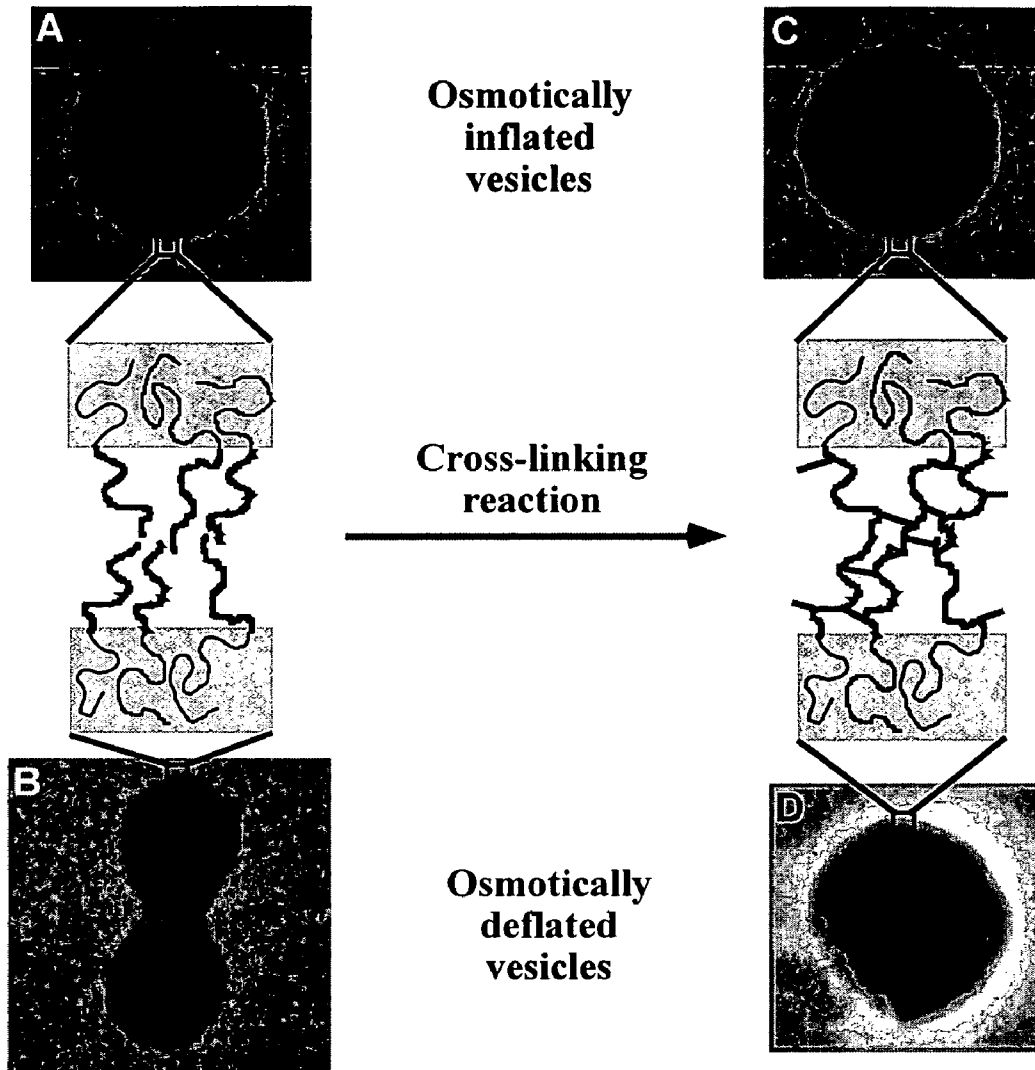 A
C
Osmotically
inflated
vesicles
Cross-linking
reaction
B
D
Osmotically
deflated
vesicles